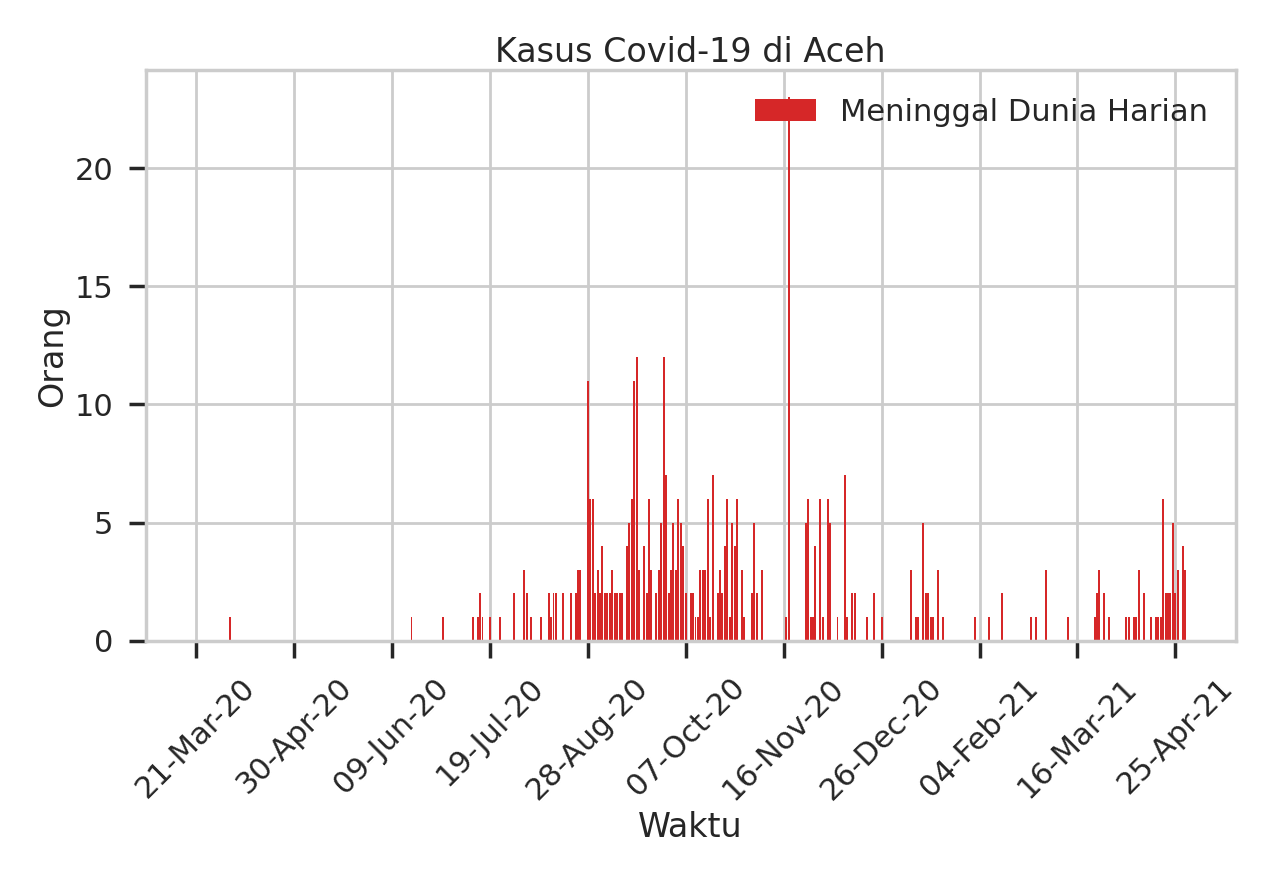 Kasus Covid-19 di Aceh
Meninggal Dunia Harian
Orang
20
15
10
5
0
21-Mar-20
30-Apr-20
09-Jun-20
19-Jul-20
28-Aug-20
07-Oct-20
16-Nov-20
26-Dec-20
04-Feb-21
16-Mar-21
25-Apr-21
Waktu